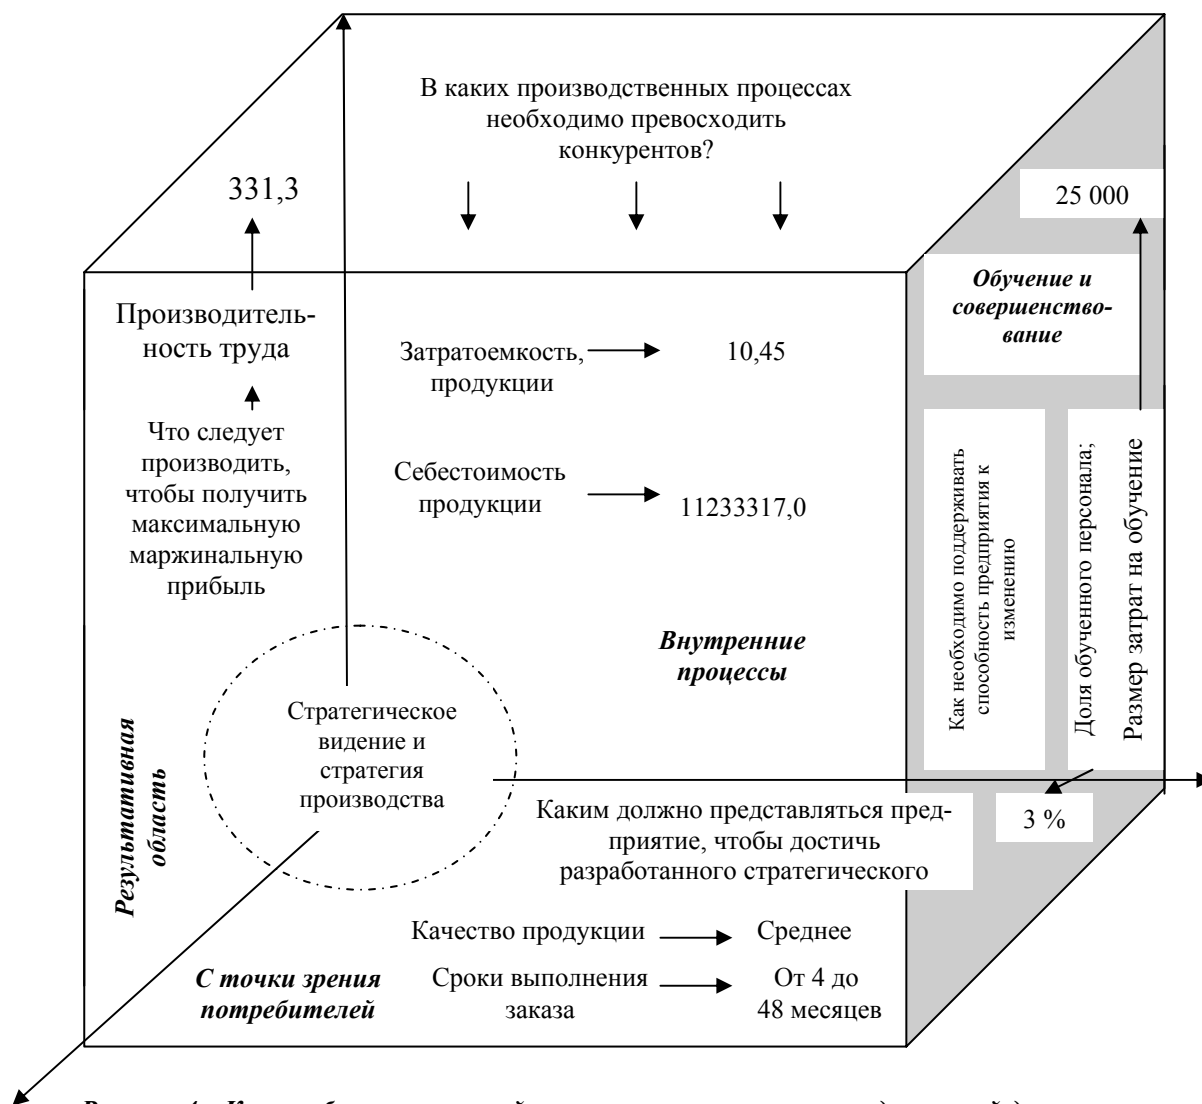 В каких производственных процессах
необходимо превосходить
конкурентов?
331,3
25 000
Производитель-
ность труда
Что следует
производить,
чтобы получить
максимальную
маржинальную
прибыль
Затратоемкость,
продукции
10,45
Себестоимость
продукции
11233317,0
Обучение и
совершенство-
вание
Как необходимо поддерживать
способность предприятия к
изменению
Доля обученного персонала;
Размер затрат на обучение
Внутренние
процессы
Результативная
область
Стратегическое
видение и
стратегия
производства
3 %
Каким должно представляться пред-
приятие, чтобы достичь
разработанного стратегического
Качество продукции
Среднее
С точки зрения
потребителей
Сроки выполнения
заказа
От 4 до
48 месяцев